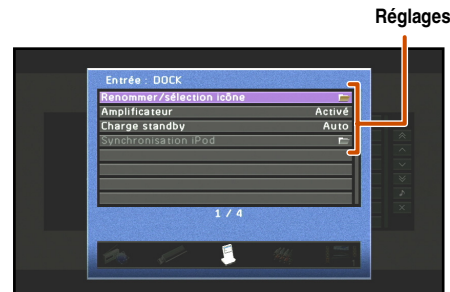 Réglages
Entrée : DOCK
Renommer/sélection icône
Amplificateur Activé
Charge standby Auto
Synchronisation iPod
1 / 4